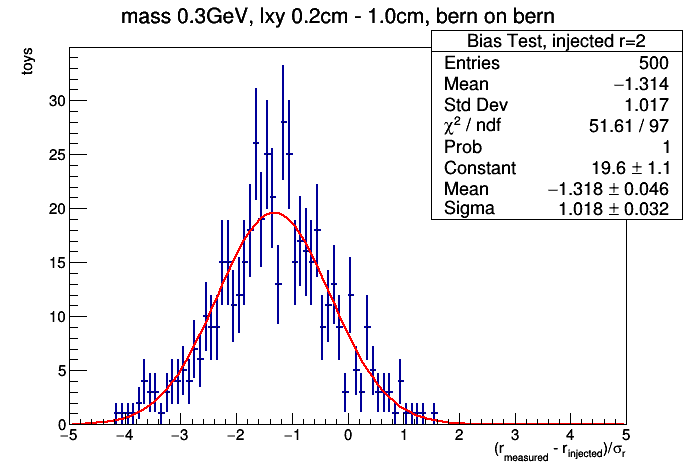 mass 0.3GeV, lxy 0.2cm - 1.0cm, bern on bern
Bias Test, injected r=2
Entries 500
Mean −1.314
Std Dev 1.017
χ² / ndf 51.61 / 97
Prob 1
Constant 19.6 ± 1.1
Mean −1.318 ± 0.046
Sigma 1.018 ± 0.032
toys
30
25
20
15
10
5
0
−5 −4 −3 −2 −1 0 1 2 3 4 5
(r_measured - r_injected)/σ_r